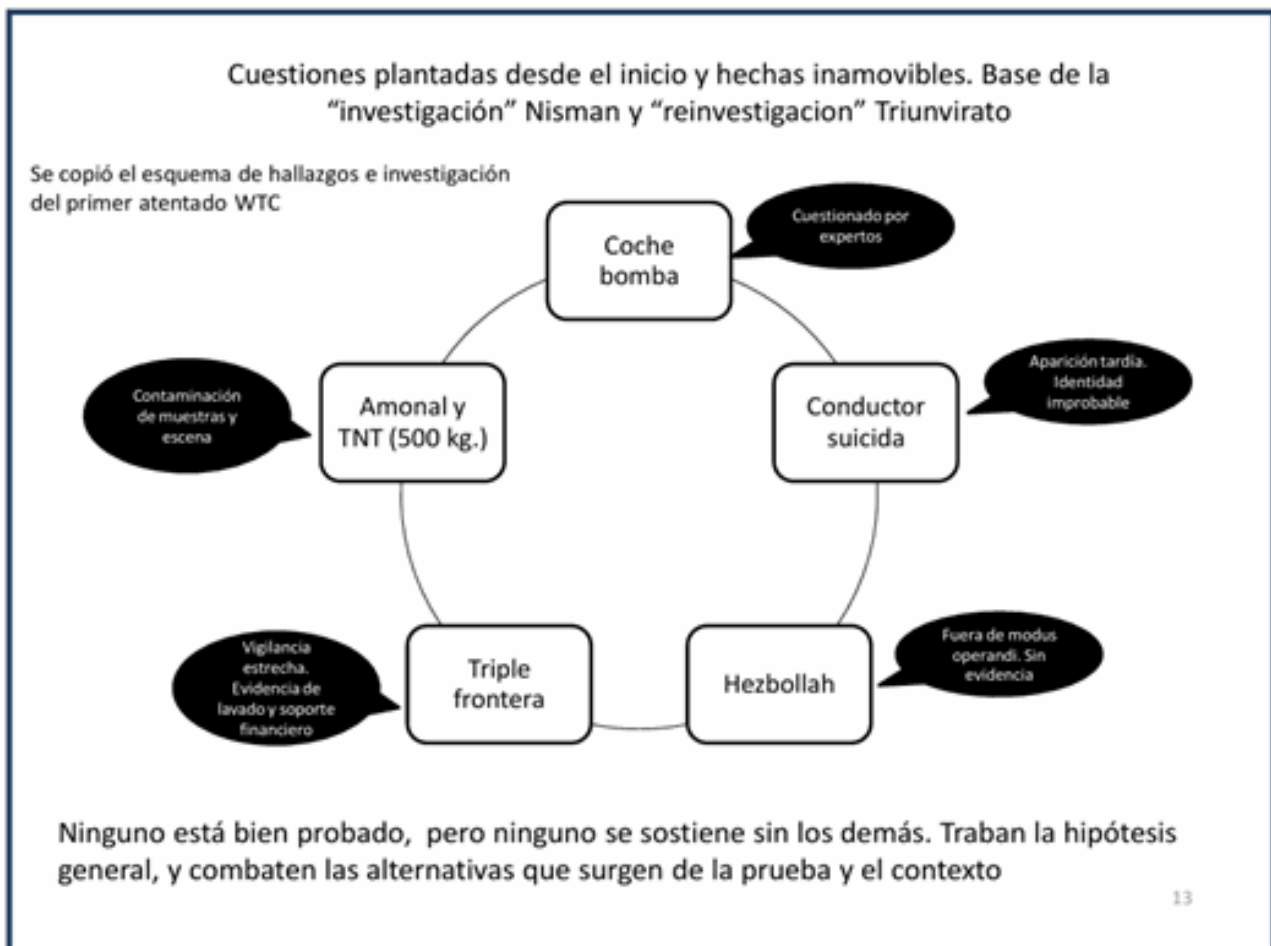 Cuestiones plantadas desde el inicio y hechas inamovibles. Base de la
“investigación” Nisman y “reinvestigacion” Triunvirato
Se copió el esquema de hallazgos e investigación
del primer atentado WTC
Coche
bomba
Cuestionado por
expertos
Conductor
suicida
Aparición tardía.
Identidad
improbable
Hezbollah
Fuera de modus
operandi. Sin
evidencia
Triple
frontera
Vigilancia
estrecha.
Evidencia de
lavado y soporte
financiero
Amonal y
TNT (500 kg.)
Contaminación
de muestras y
escena
Ninguno está bien probado, pero ninguno se sostiene sin los demás. Traban la hipótesis
general, y combaten las alternativas que surgen de la prueba y el contexto
13